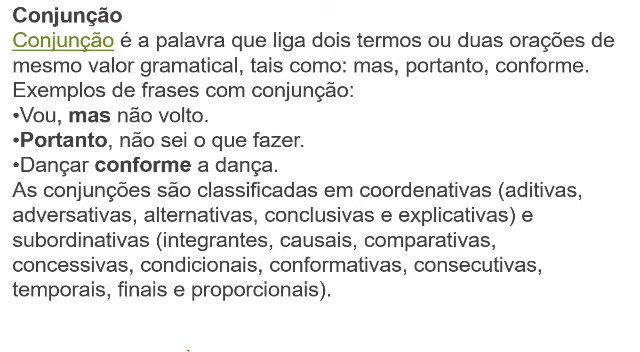 Conjunção
Conjunção é a palavra que liga dois termos ou duas orações de
mesmo valor gramatical, tais como: mas, portanto, conforme.
Exemplos de frases com conjunção:
•Vou, mas não volto.
•Portanto, não sei o que fazer.
•Dançar conforme a dança.
As conjunções são classificadas em coordenativas (aditivas,
adversativas, alternativas, conclusivas e explicativas) e
subordinativas (integrantes, causais, comparativas,
concessivas, condicionais, conformativas, consecutivas,
temporais, finais e proporcionais).